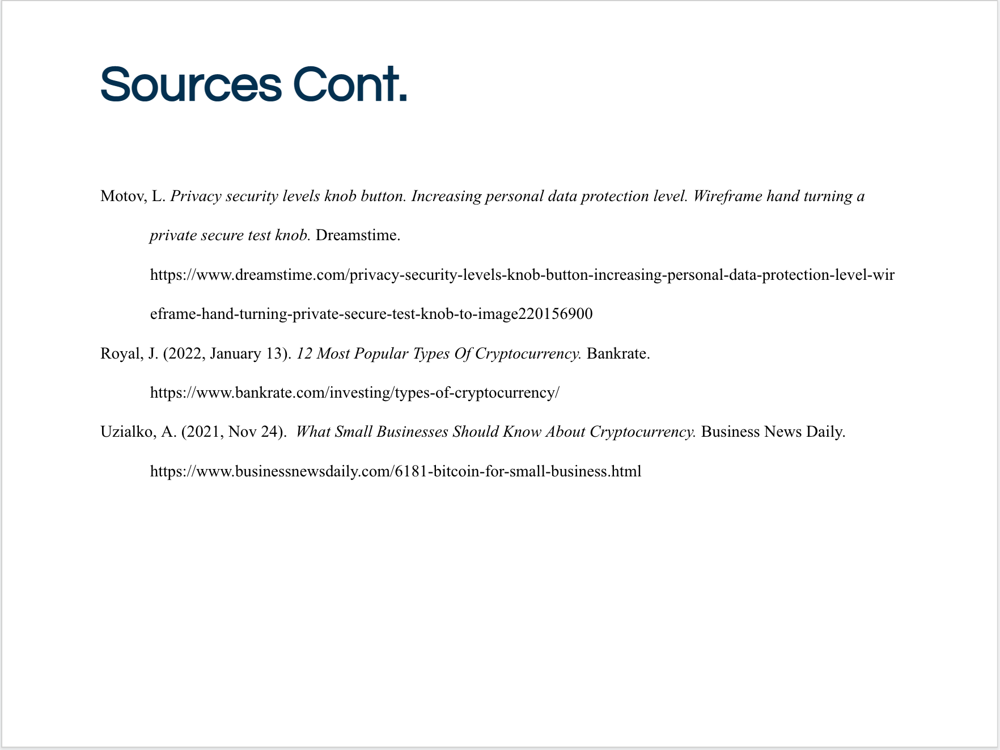 Sources Cont.
Motov, L. Privacy security levels knob button. Increasing personal data protection level. Wireframe hand turning a
private secure test knob. Dreamstime.
https://www.dreamstime.com/privacy-security-levels-knob-button-increasing-personal-data-protection-level-wir
eframe-hand-turning-private-secure-test-knob-to-image220156900
Royal, J. (2022, January 13). 12 Most Popular Types Of Cryptocurrency. Bankrate.
https://www.bankrate.com/investing/types-of-cryptocurrency/
Uzialko, A. (2021, Nov 24).  What Small Businesses Should Know About Cryptocurrency. Business News Daily.
https://www.businessnewsdaily.com/6181-bitcoin-for-small-business.html